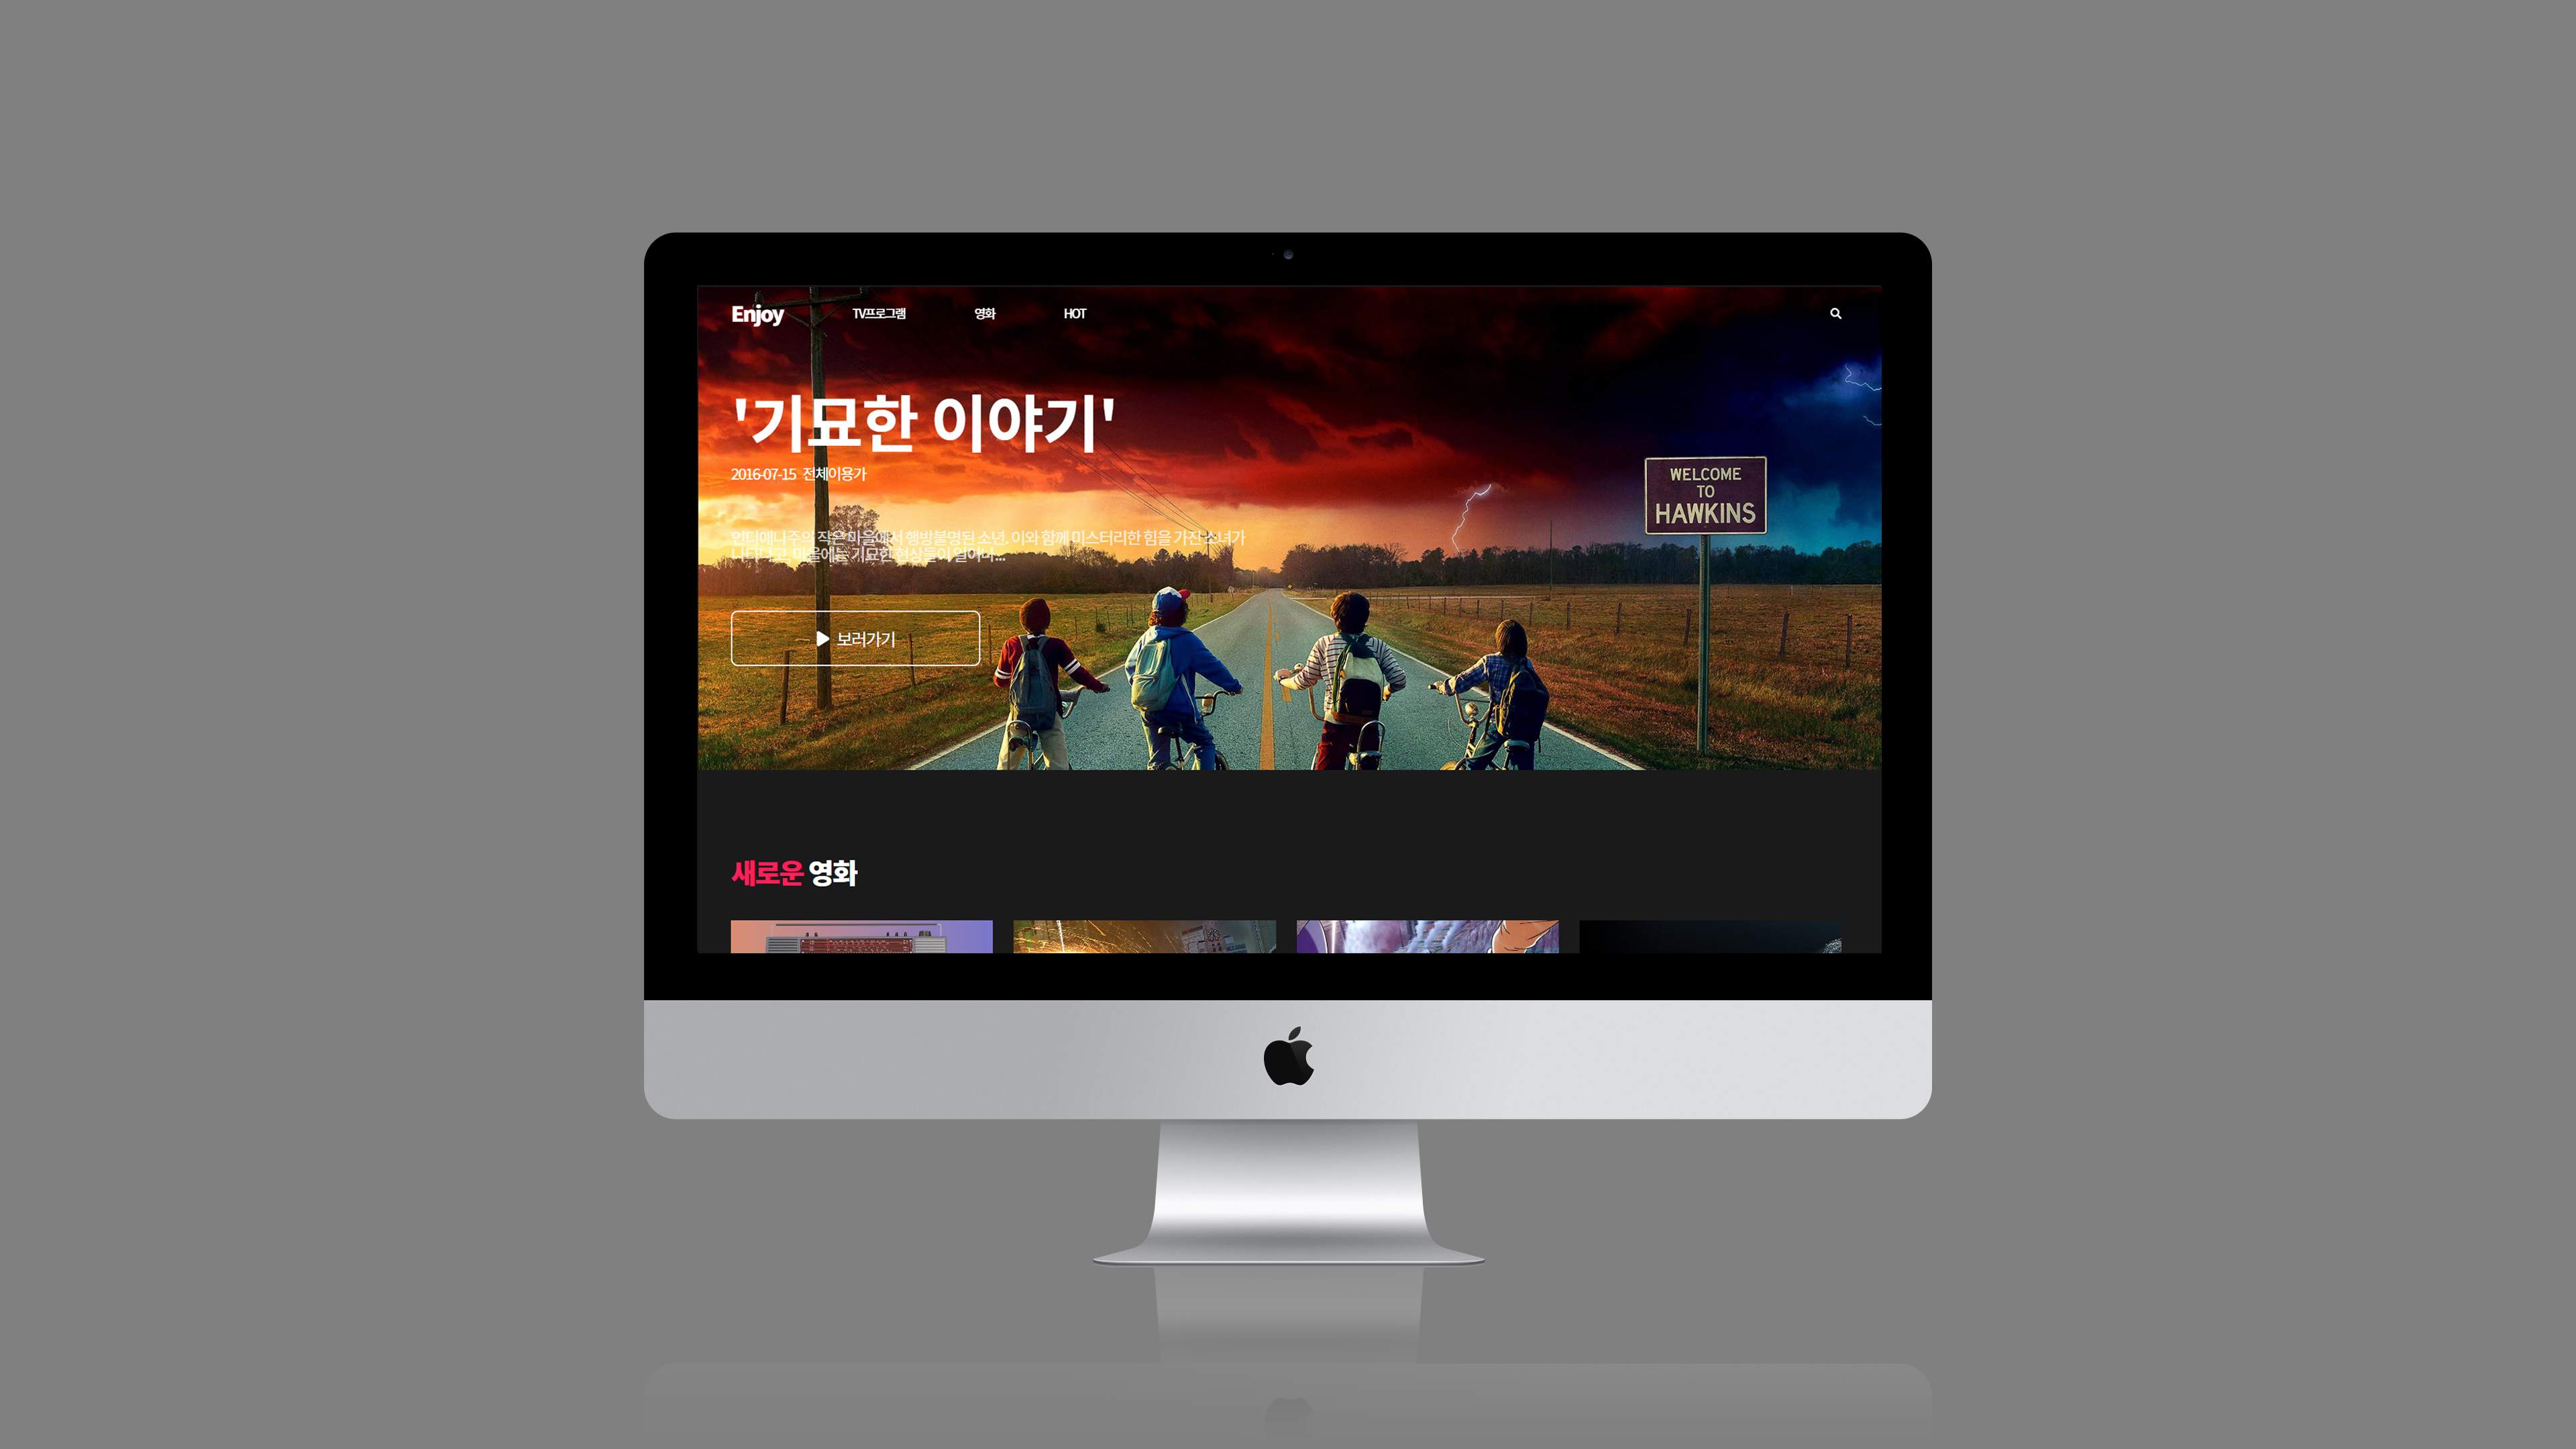 Enjoy TV프로그램 영화 HOT
'기묘한 이야기'
2016-07-15 전체이용가
WELCOME
TO
HAWKINS
인디애나주의 작은 마을에서 행방불명된 소년. 이와 함께 미스터리한 힘을 가진 소녀가
나타나고, 마을에는 기묘한 현상들이 일어나...
보러가기
새로운 영화